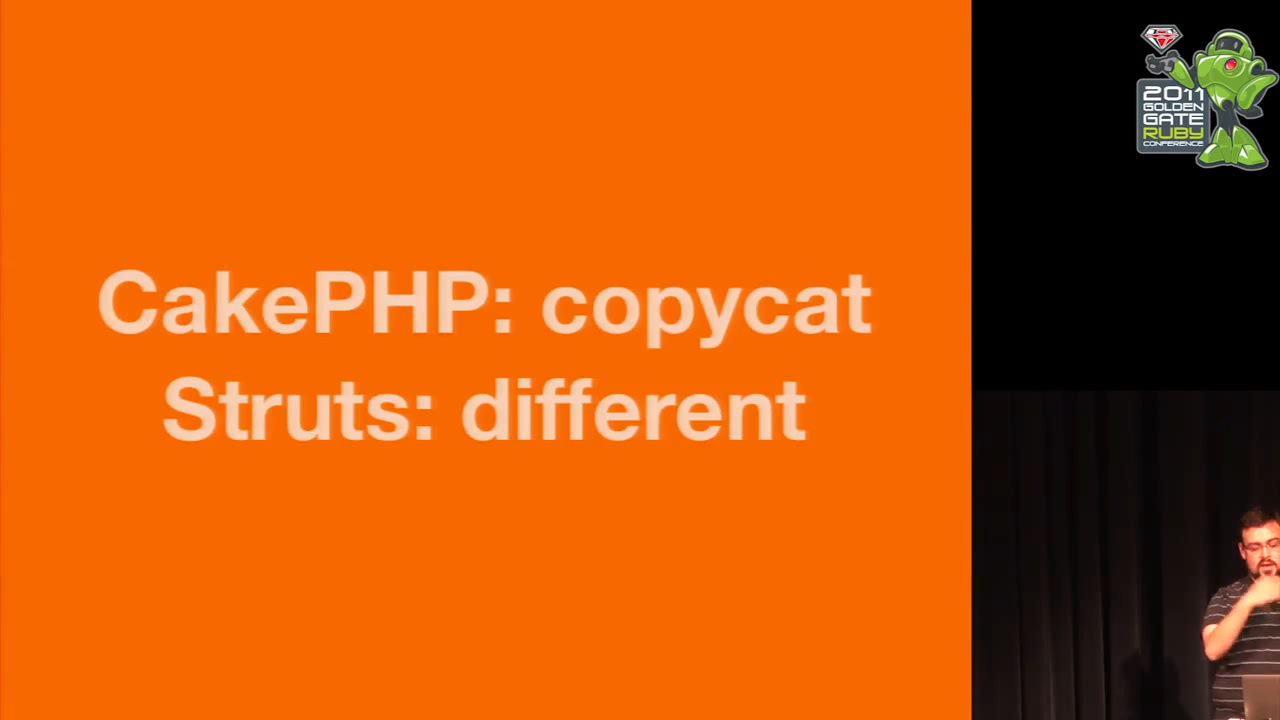 CakePHP: copycat
Struts: different
2011
GOLDEN
GATE
RUBY
CONFERENCE